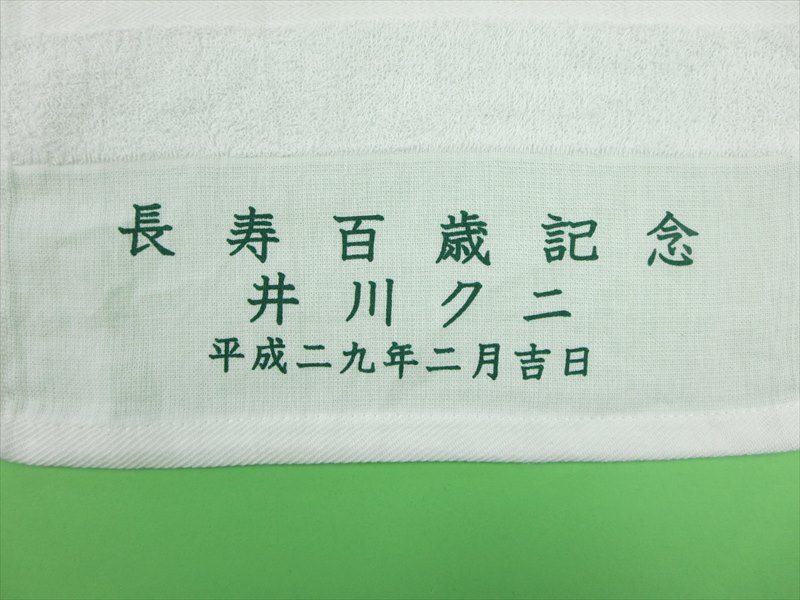 長寿百歳記念
井川クニ
平成二九年二月吉日